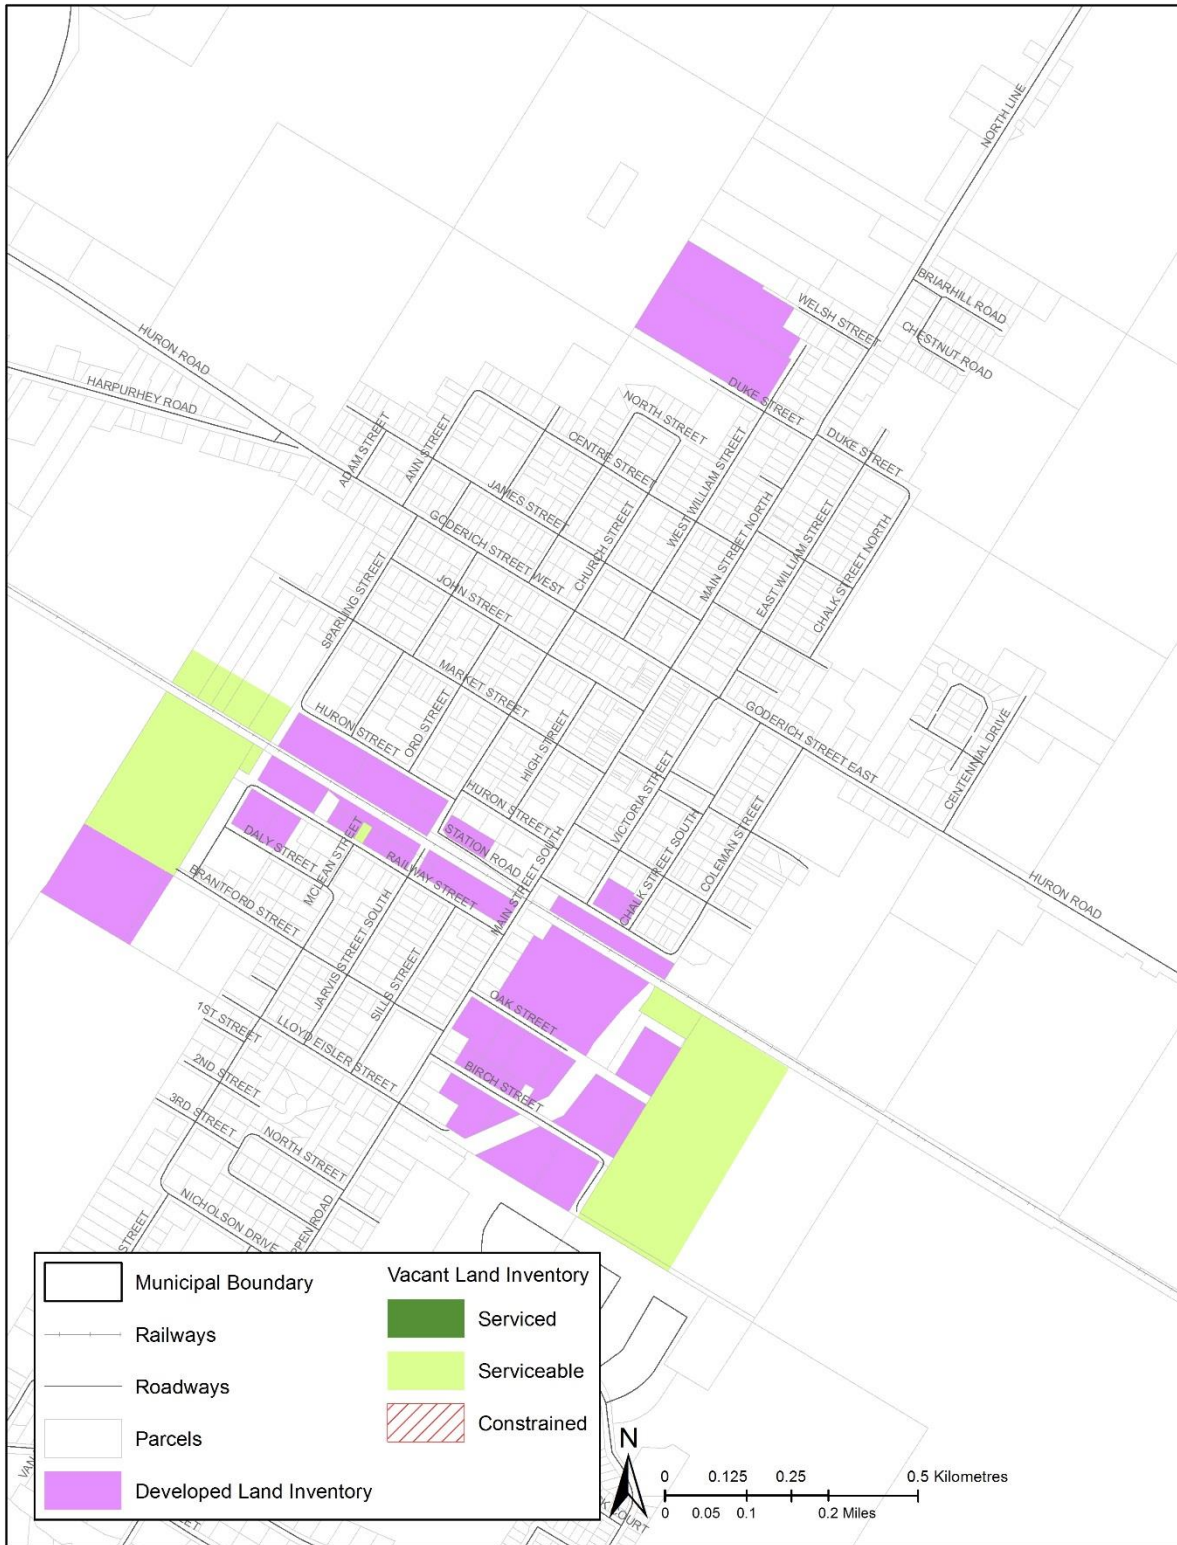 NORTH LINE
BRIARHILL ROAD
WELSH STREET
CHESTNUT ROAD
HURON ROAD
HARPURHEY ROAD
DUKE STREET
NORTH STREET
DUKE STREET
ADAM STREET
ANN STREET
CENTRE STREET
WEST WILLIAM STREET
JAMES STREET
MAIN STREET NORTH
EAST WILLIAM STREET
CHALK STREET NORTH
GODERICH STREET WEST
CHURCH STREET
JOHN STREET
SPARLING STREET
MARKET STREET
HURON STREET
ORD STREET
HIGH STREET
GODERICH STREET EAST
CENTENNIAL DRIVE
HURON STREET
VICTORIA STREET
STATION ROAD
CHALK STREET SOUTH
COLEMAN STREET
DALY STREET
MCLEAN STREET
RAILWAY STREET
MAIN STREET SOUTH
HURON ROAD
BRANTFORD STREET
JARVIS STREET SOUTH
SILLS STREET
OAK STREET
1ST STREET
LLOYD EISLER STREET
2ND STREET
BIRCH STREET
3RD STREET
NORTH STREET
NICHOLSON DRIVE
STREET
PPEN ROAD
Municipal Boundary
Railways
Roadways
Parcels
Developed Land Inventory
Vacant Land Inventory
Serviced
Serviceable
Constrained
VAN
COURT
N
0 0.125 0.25 0.5 Kilometres
0 0.05 0.1 0.2 Miles